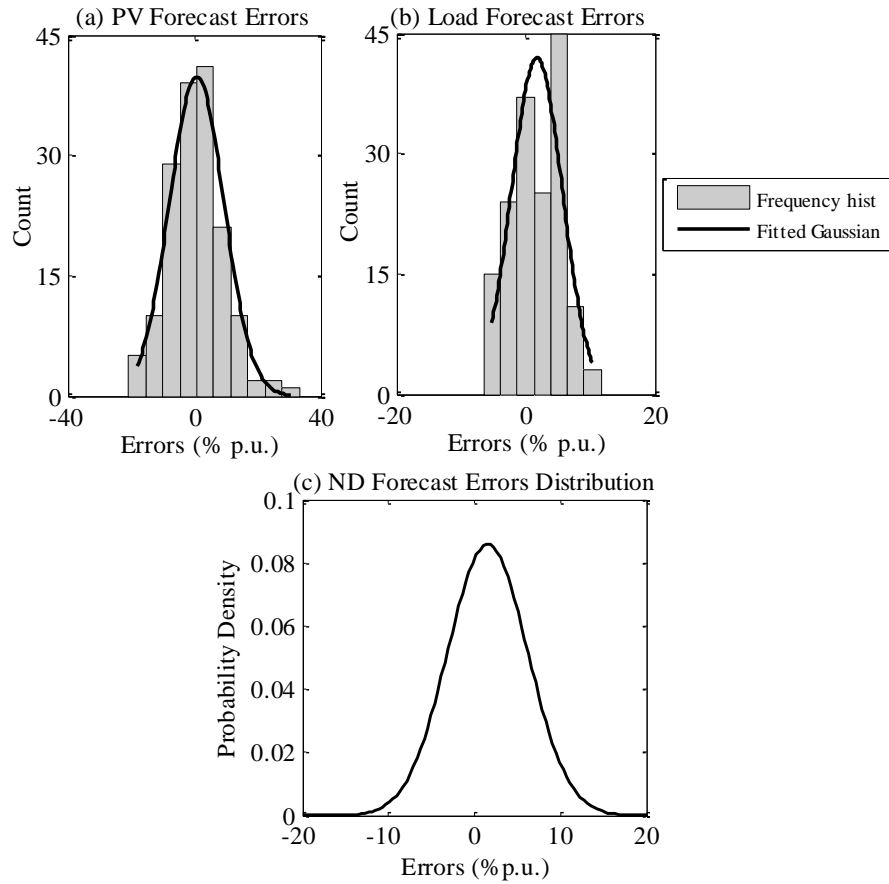 (a) PV Forecast Errors
45
30
15
0
Count
-40
0
40
Errors (% p.u.)
(b) Load Forecast Errors
45
30
15
0
Count
-20
0
20
Errors (% p.u.)
Frequency hist
Fitted Gaussian
(c) ND Forecast Errors Distribution
0.1
0.08
0.06
0.04
0.02
0
Probability Density
-20
-10
0
10
20
Errors (%p.u.)